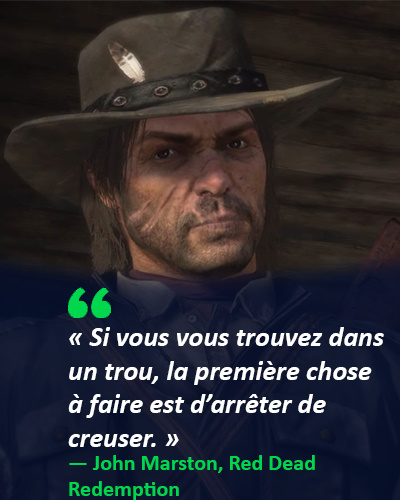 « Si vous vous trouvez dans
un trou, la première chose
à faire est d’arrêter de
creuser. »
— John Marston, Red Dead
Redemption